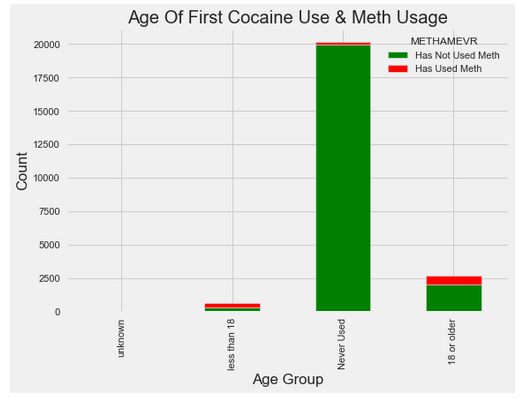 Age Of First Cocaine Use & Meth Usage
METHAMEVR
Has Not Used Meth
Has Used Meth
20000
17500
15000
12500
10000
7500
5000
2500
0
Count
unknown
less than 18
Never Used
18 or older
Age Group